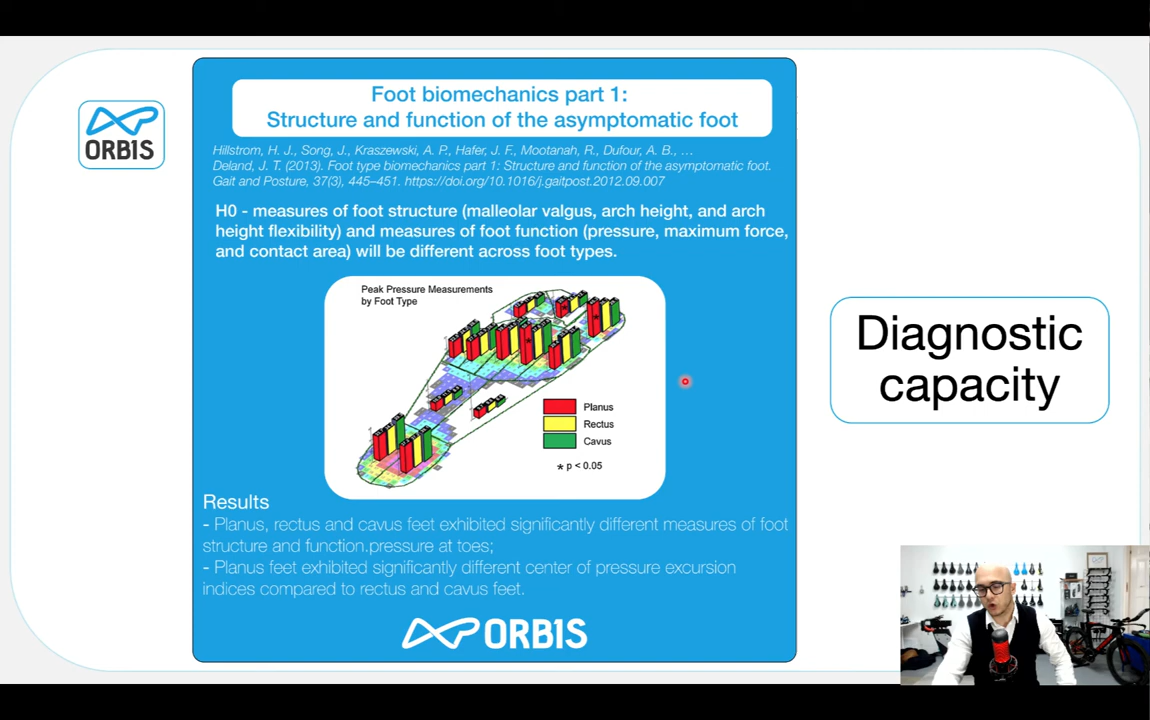 ORBIS
Foot biomechanics part 1:
Structure and function of the asymptomatic foot
Hillstrom, H. J., Song, J., Kraszewski, A. P., Hafer, J. F., Mootanah, R., Dufour, A. B., …
Deland, J. T. (2013). Foot type biomechanics part 1: Structure and function of the asymptomatic foot.
Gait and Posture, 37(3), 445–451. https://doi.org/10.1016/j.gaitpost.2012.09.007
H0 - measures of foot structure (malleolar valgus, arch height, and arch
height flexibility) and measures of foot function (pressure, maximum force,
and contact area) will be different across foot types.
Peak Pressure Measurements
by Foot Type
Planus
Rectus
Cavus
* p < 0.05
Diagnostic
capacity
Results
- Planus, rectus and cavus feet exhibited significantly different measures of foot
structure and function.pressure at toes;
- Planus feet exhibited significantly different center of pressure excursion
indices compared to rectus and cavus feet.
ORBIS